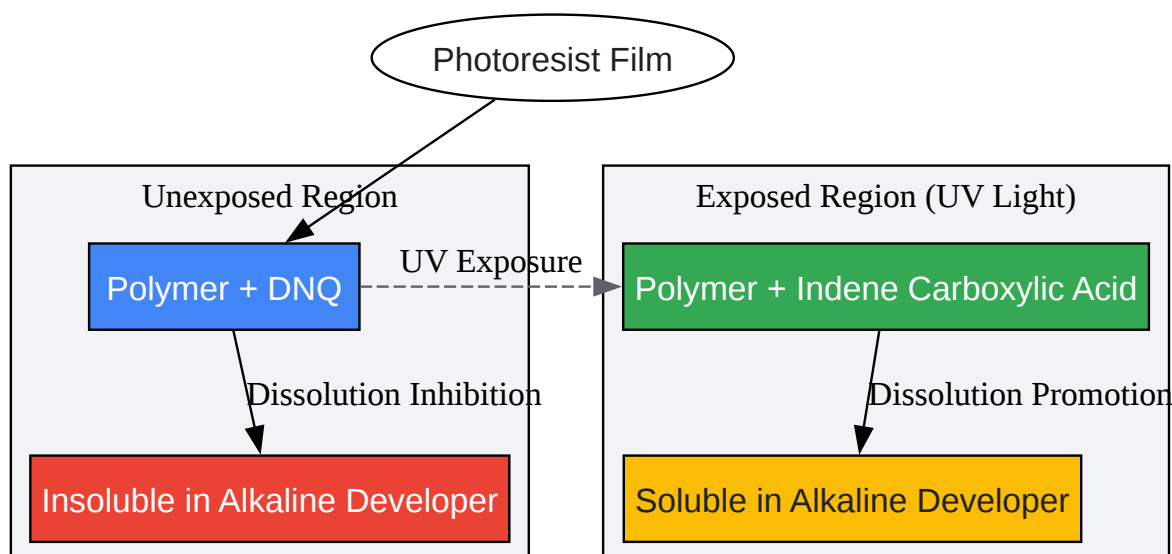 Photoresist Film
Unexposed Region
Exposed Region (UV Light)
UV Exposure
Polymer + DNQ
Polymer + Indene Carboxylic Acid
Dissolution Inhibition
Dissolution Promotion
Insoluble in Alkaline Developer
Soluble in Alkaline Developer